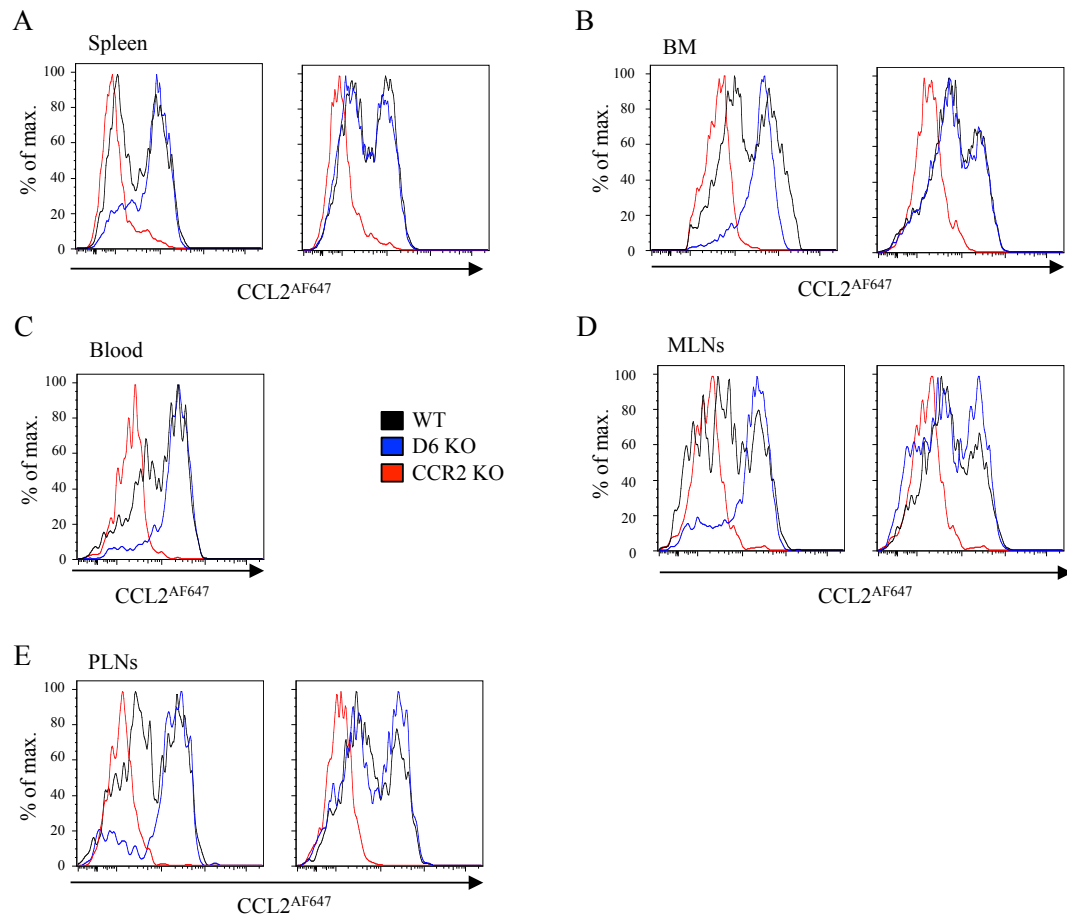 A
Spleen
100
80
60
40
20
0
% of max.
CCL2AF647
B
BM
100
80
60
40
20
0
% of max.
CCL2AF647
C
Blood
100
80
60
40
20
0
% of max.
CCL2AF647
WT
D6 KO
CCR2 KO
D
MLNs
100
80
60
40
20
0
% of max.
CCL2AF647
E
PLNs
100
80
60
40
20
0
% of max.
CCL2AF647